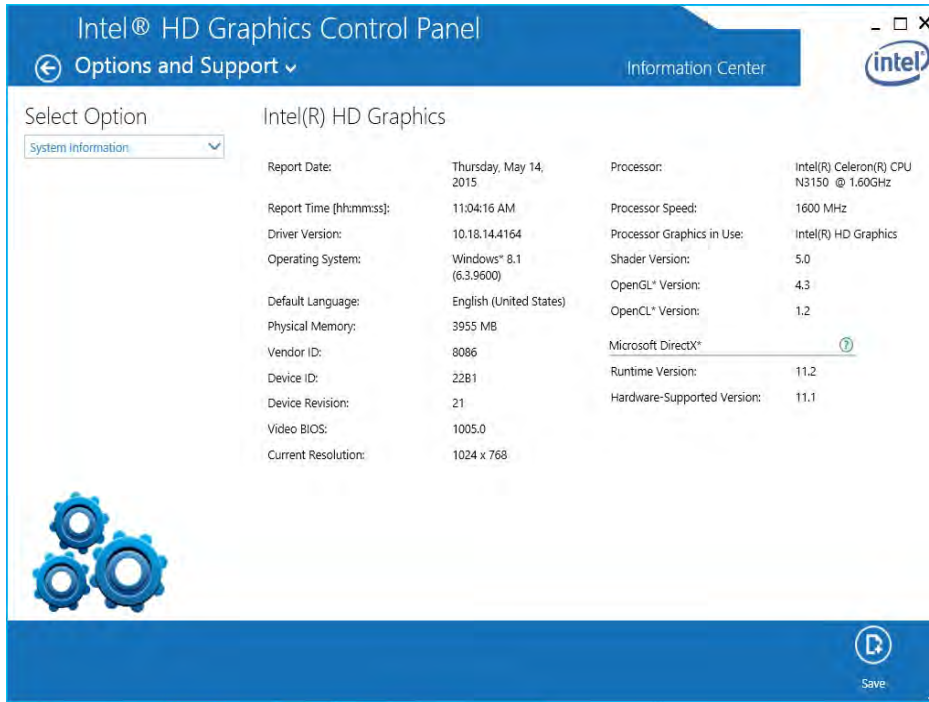 Intel® HD Graphics Control Panel
Options and Support
Information Center
intel
Select Option
System Information
Intel(R) HD Graphics
Report Date: Thursday, May 14,
2015
Report Time [hh:mm:ss]: 11:04:16 AM
Driver Version: 10.18.14.4164
Operating System: Windows* 8.1
(6.3.9600)
Default Language: English (United States)
Physical Memory: 3955 MB
Vendor ID: 8086
Device ID: 22B1
Device Revision: 21
Video BIOS: 1005.0
Current Resolution: 1024 x 768
Processor: Intel(R) Celeron(R) CPU
N3150 @ 1.60GHz
Processor Speed: 1600 MHz
Processor Graphics in Use: Intel(R) HD Graphics
Shader Version: 5.0
OpenGL* Version: 4.3
OpenCL* Version: 1.2
Microsoft DirectX* ?
Runtime Version: 11.2
Hardware-Supported Version: 11.1
Save